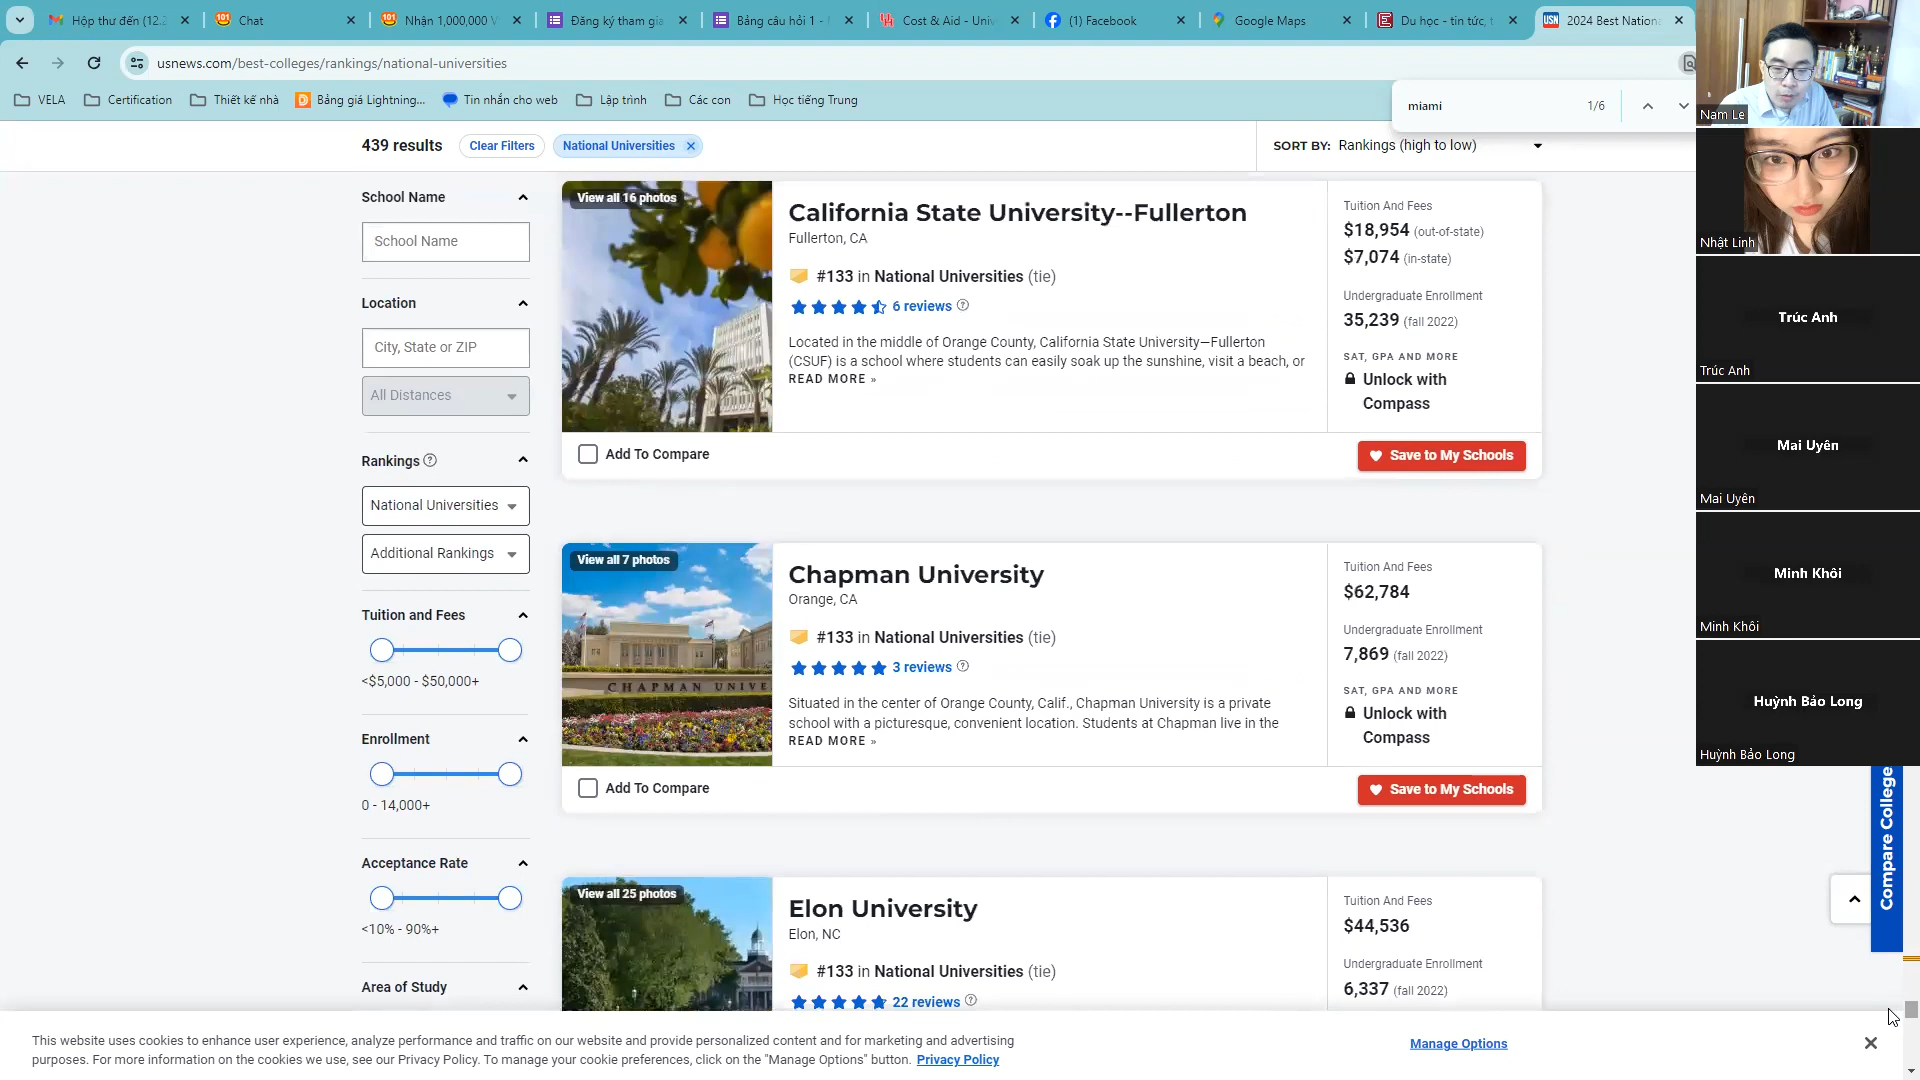 Hộp thư đến (12.
Chat
Nhận 1,000,000 V
Đăng ký tham gia
Bảng câu hỏi 1 -
Cost & Aid - Univ
(1) Facebook
Google Maps
Du học - tin tức, t
USN 2024 Best Nationa
usnews.com/best-colleges/rankings/national-universities
VELA
Certification
Thiết kế nhà
Bảng giá Lightning...
Tin nhắn cho web
Lập trình
Các con
Học tiếng Trung
miami
1/6
439 results
Clear Filters
National Universities
SORT BY: Rankings (high to low)
School Name
School Name
Location
City, State or ZIP
All Distances
Rankings
National Universities
Additional Rankings
Tuition and Fees
<$5,000 - $50,000+
Enrollment
0 - 14,000+
Acceptance Rate
<10% - 90%+
Area of Study
View all 16 photos
California State University--Fullerton
Fullerton, CA
#133 in National Universities (tie)
6 reviews
Located in the middle of Orange County, California State University—Fullerton
(CSUF) is a school where students can easily soak up the sunshine, visit a beach, or
READ MORE »
Tuition And Fees
$18,954 (out-of-state)
$7,074 (in-state)
Undergraduate Enrollment
35,239 (fall 2022)
SAT, GPA AND MORE
Unlock with
Compass
Add To Compare
Save to My Schools
View all 7 photos
CHAPMAN UNIVE
Chapman University
Orange, CA
#133 in National Universities (tie)
3 reviews
Situated in the center of Orange County, Calif., Chapman University is a private
school with a picturesque, convenient location. Students at Chapman live in the
READ MORE »
Tuition And Fees
$62,784
Undergraduate Enrollment
7,869 (fall 2022)
SAT, GPA AND MORE
Unlock with
Compass
Add To Compare
Save to My Schools
View all 25 photos
Elon University
Elon, NC
#133 in National Universities (tie)
22 reviews
Tuition And Fees
$44,536
Undergraduate Enrollment
6,337 (fall 2022)
Compare College
This website uses cookies to enhance user experience, analyze performance and traffic on our website and provide personalized content and for marketing and advertising
purposes. For more information on the cookies we use, see our Privacy Policy. To manage your cookie preferences, click on the "Manage Options" button. Privacy Policy
Manage Options
Nam Le
Nhật Linh
Trúc Anh
Trúc Anh
Mai Uyên
Mai Uyên
Minh Khôi
Minh Khôi
Huỳnh Bảo Long
Huỳnh Bảo Long